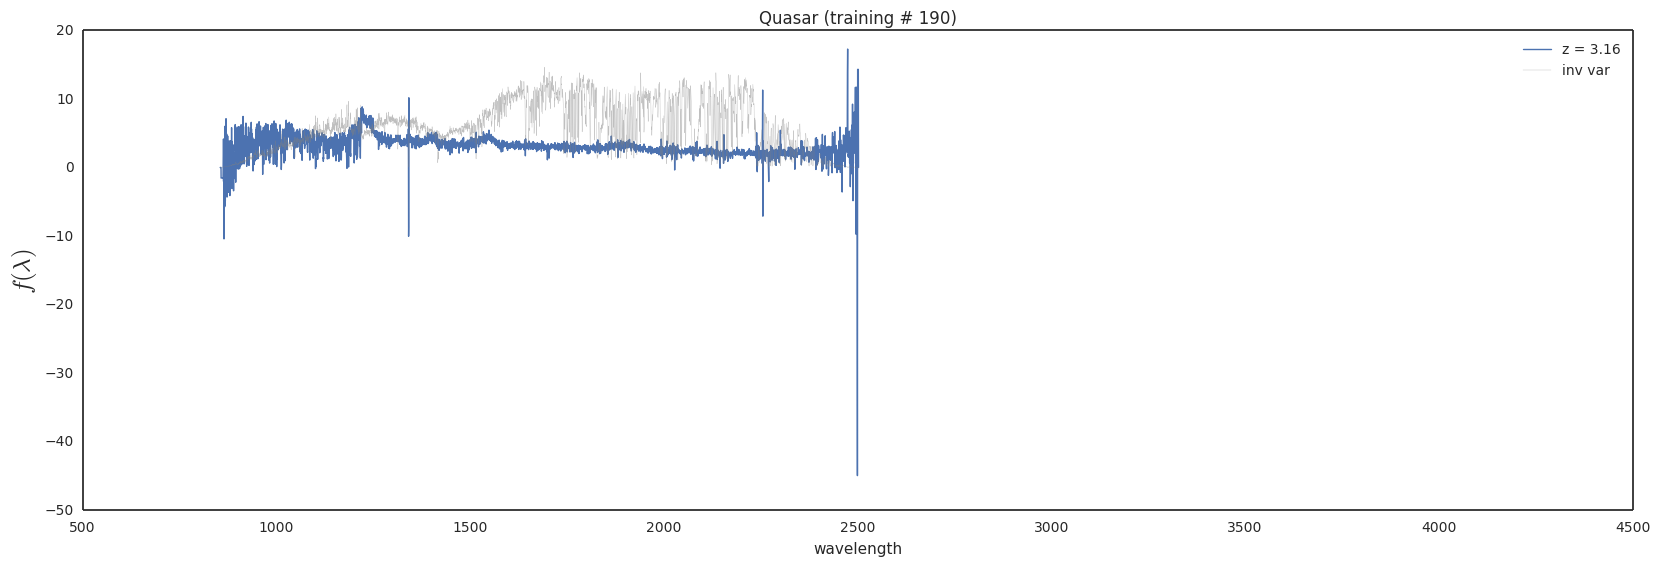 Quasar (training # 190)
20
10
0
−10
−20
−30
−40
−50
f(λ)
z = 3.16
inv var
500 1000 1500 2000 2500 3000 3500 4000 4500
wavelength